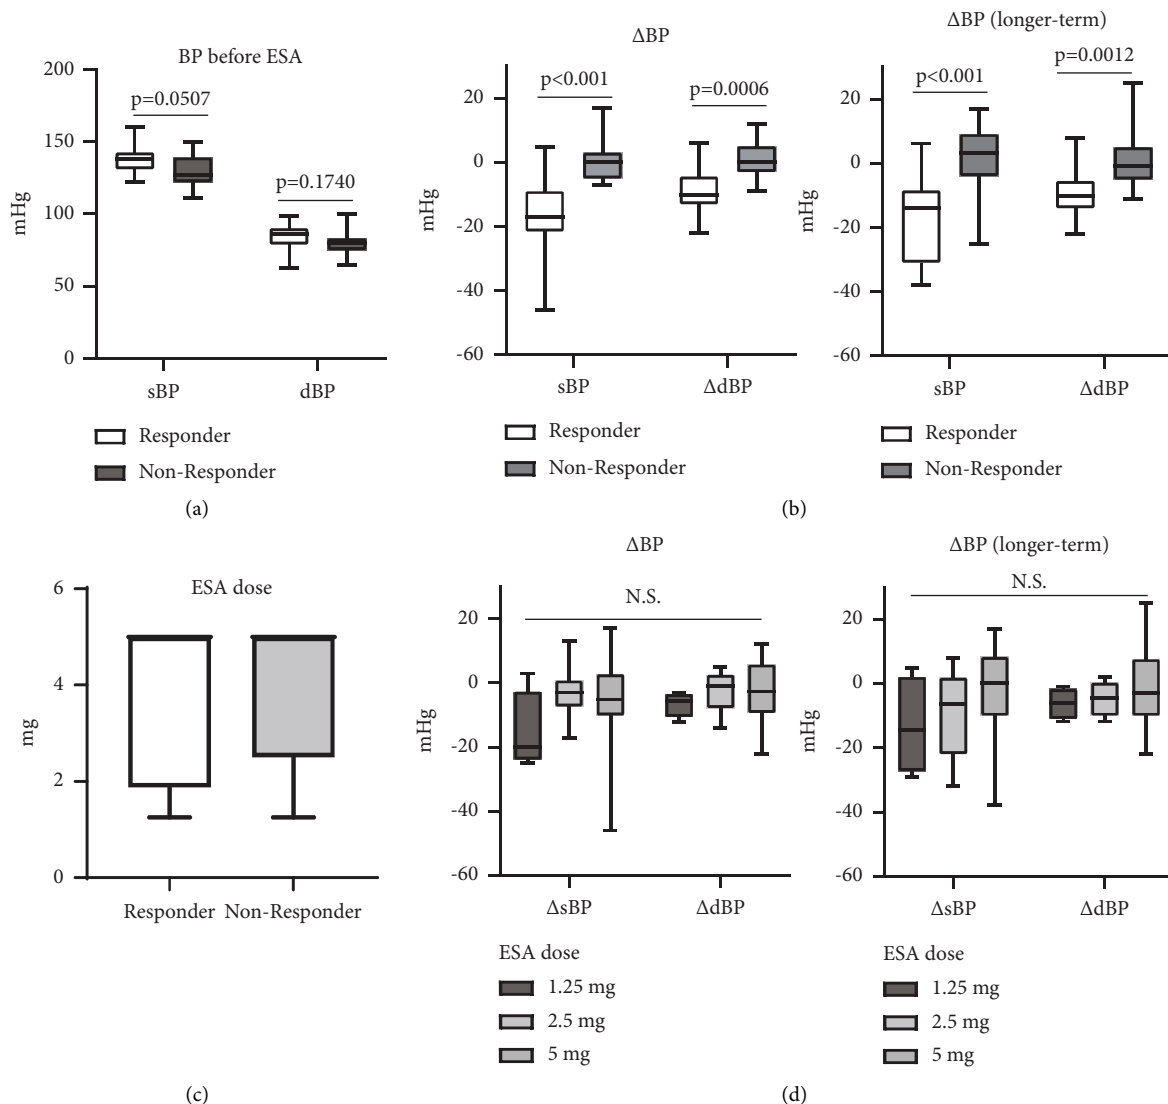 BP before ESA
200
150
100
50
0
mHg
p=0.0507
p=0.1740
sBP
dBP
Responder
Non-Responder
(a)
ΔBP
20
0
-20
-40
-60
mHg
p<0.001
p=0.0006
sBP
ΔdBP
Responder
Non-Responder
ΔBP (longer-term)
20
0
-20
-40
-60
mHg
p<0.001
p=0.0012
sBP
ΔdBP
Responder
Non-Responder
(b)
ESA dose
6
4
2
0
mg
Responder
Non-Responder
(c)
ΔBP
20
0
-20
-40
-60
mHg
N.S.
ΔsBP
ΔdBP
ESA dose
1.25 mg
2.5 mg
5 mg
ΔBP (longer-term)
20
0
-20
-40
-60
mHg
N.S.
ΔsBP
ΔdBP
ESA dose
1.25 mg
2.5 mg
5 mg
(d)